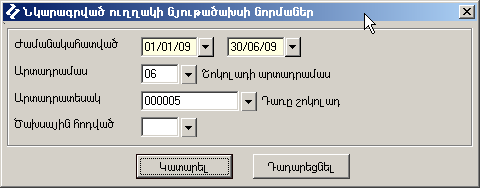 Նկարագրված ուղղակի նյութածախսի նորմաներ
Ժամանակահատված 01/01/09 30/06/09
Արտադրամաս 06 Շոկոլադի արտադրամաս
Արտադրատեսակ 000005 Դառը շոկոլադ
Ծախսային հոդված
Կատարել Դադարեցնել